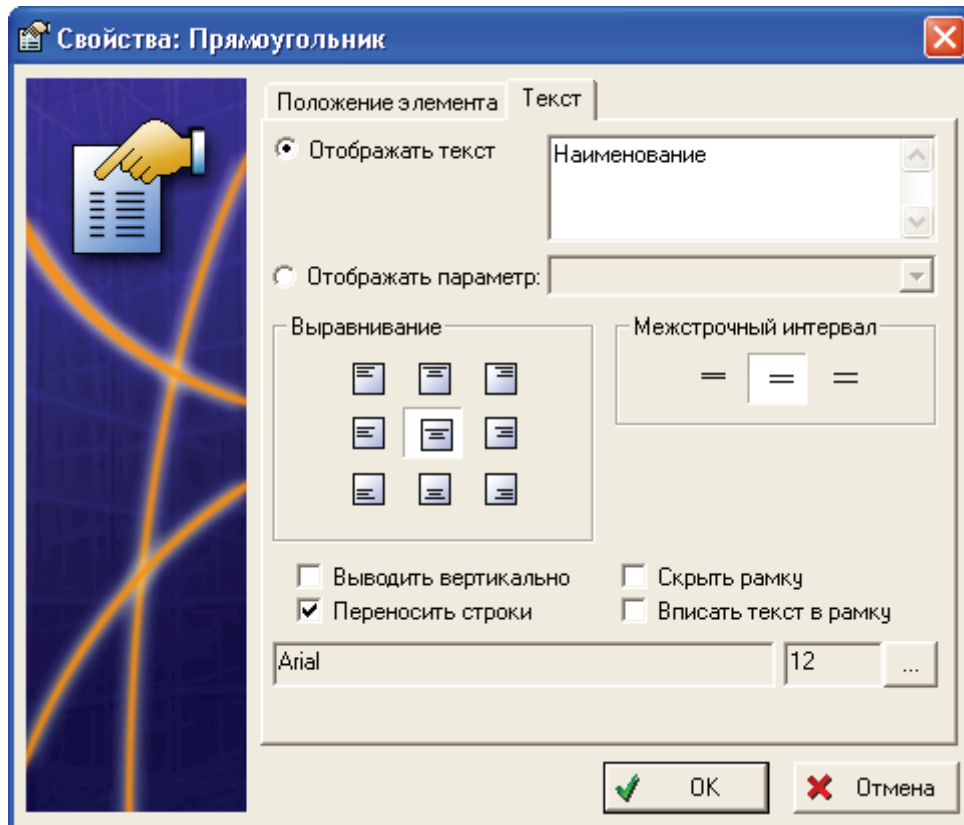 Свойства: Прямоугольник
Положение элемента Текст
Отображать текст Наименование
Отображать параметр:
Выравнивание Межстрочный интервал
Выводить вертикально Скрыть рамку
Переносить строки Вписать текст в рамку
Arial 12 ...
OK Отмена